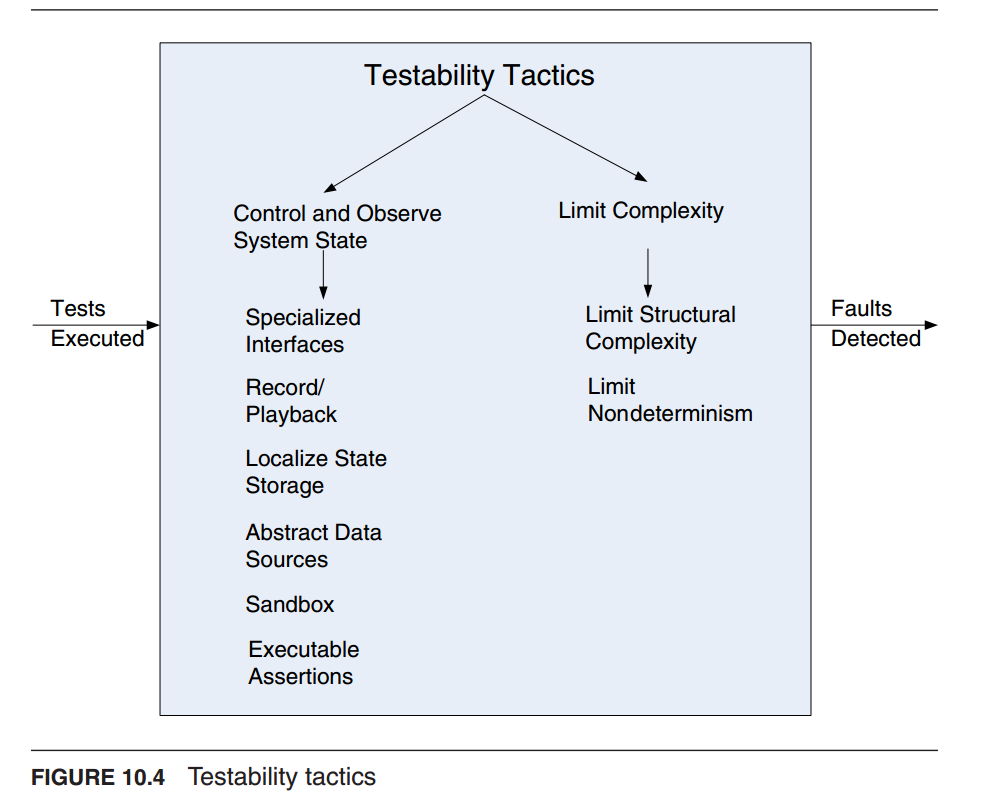 Testability Tactics
Control and Observe
System State
Limit Complexity
Tests
Executed
Specialized
Interfaces
Record/
Playback
Localize State
Storage
Abstract Data
Sources
Sandbox
Executable
Assertions
Limit Structural
Complexity
Limit
Nondeterminism
Faults
Detected
FIGURE 10.4 Testability tactics